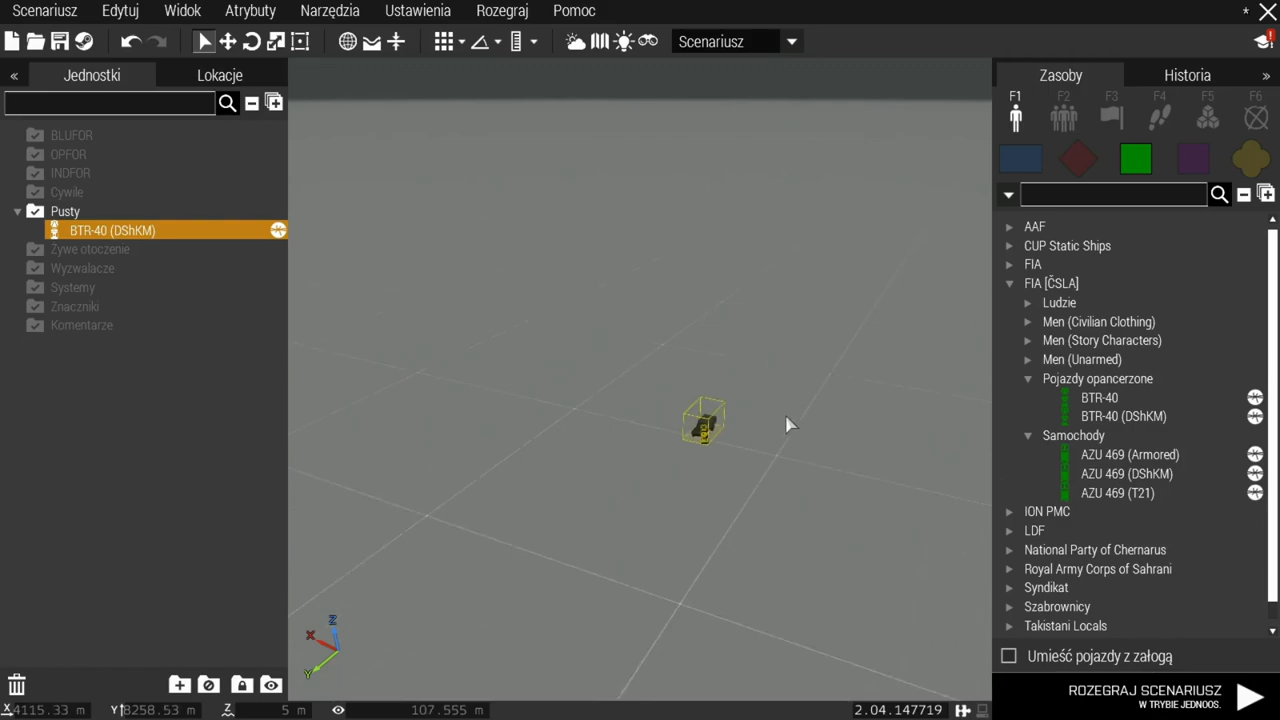 Scenariusz Edytuj Widok Atrybuty Narzędzia Ustawienia Rozegraj Pomoc *
Scenariusz
Jednostki Lokacje
BLUFOR
OPFOR
INDFOR
Cywile
Pusty
BTR-40 (DShKM)
Żywe otoczenie
Wyzwalacze
Systemy
Znaczniki
Komentarze
X
Y
Z
Zasoby Historia
F1 F2 F3 F4 F5 F6
AAF
CUP Static Ships
FIA
FIA [ČSLA]
Ludzie
Men (Civilian Clothing)
Men (Story Characters)
Men (Unarmed)
Pojazdy opancerzone
BTR-40
BTR-40 (DShKM)
Samochody
AZU 469 (Armored)
AZU 469 (DShKM)
AZU 469 (T21)
ION PMC
LDF
National Party of Chernarus
Royal Army Corps of Sahrani
Syndikat
Szabrownicy
Takistani Locals
Umieść pojazdy z załogą
ROZEGRAJ SCENARIUSZ
W TRYBIE JEDNOOS.
X 4115.33 m Y 8258.53 m Z 5 m 107.555 m 2.04.147719